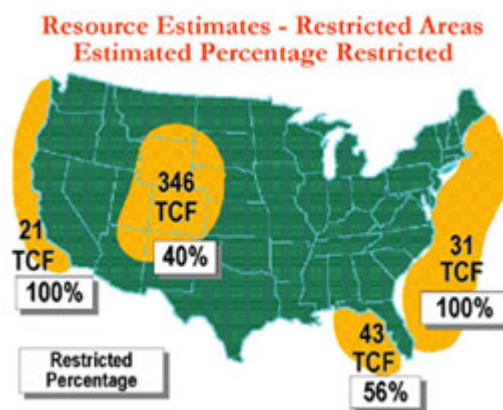 Resource Estimates - Restricted Areas
Estimated Percentage Restricted
346
TCF
40%
21
TCF
100%
31
TCF
100%
43
TCF
56%
Restricted
Percentage